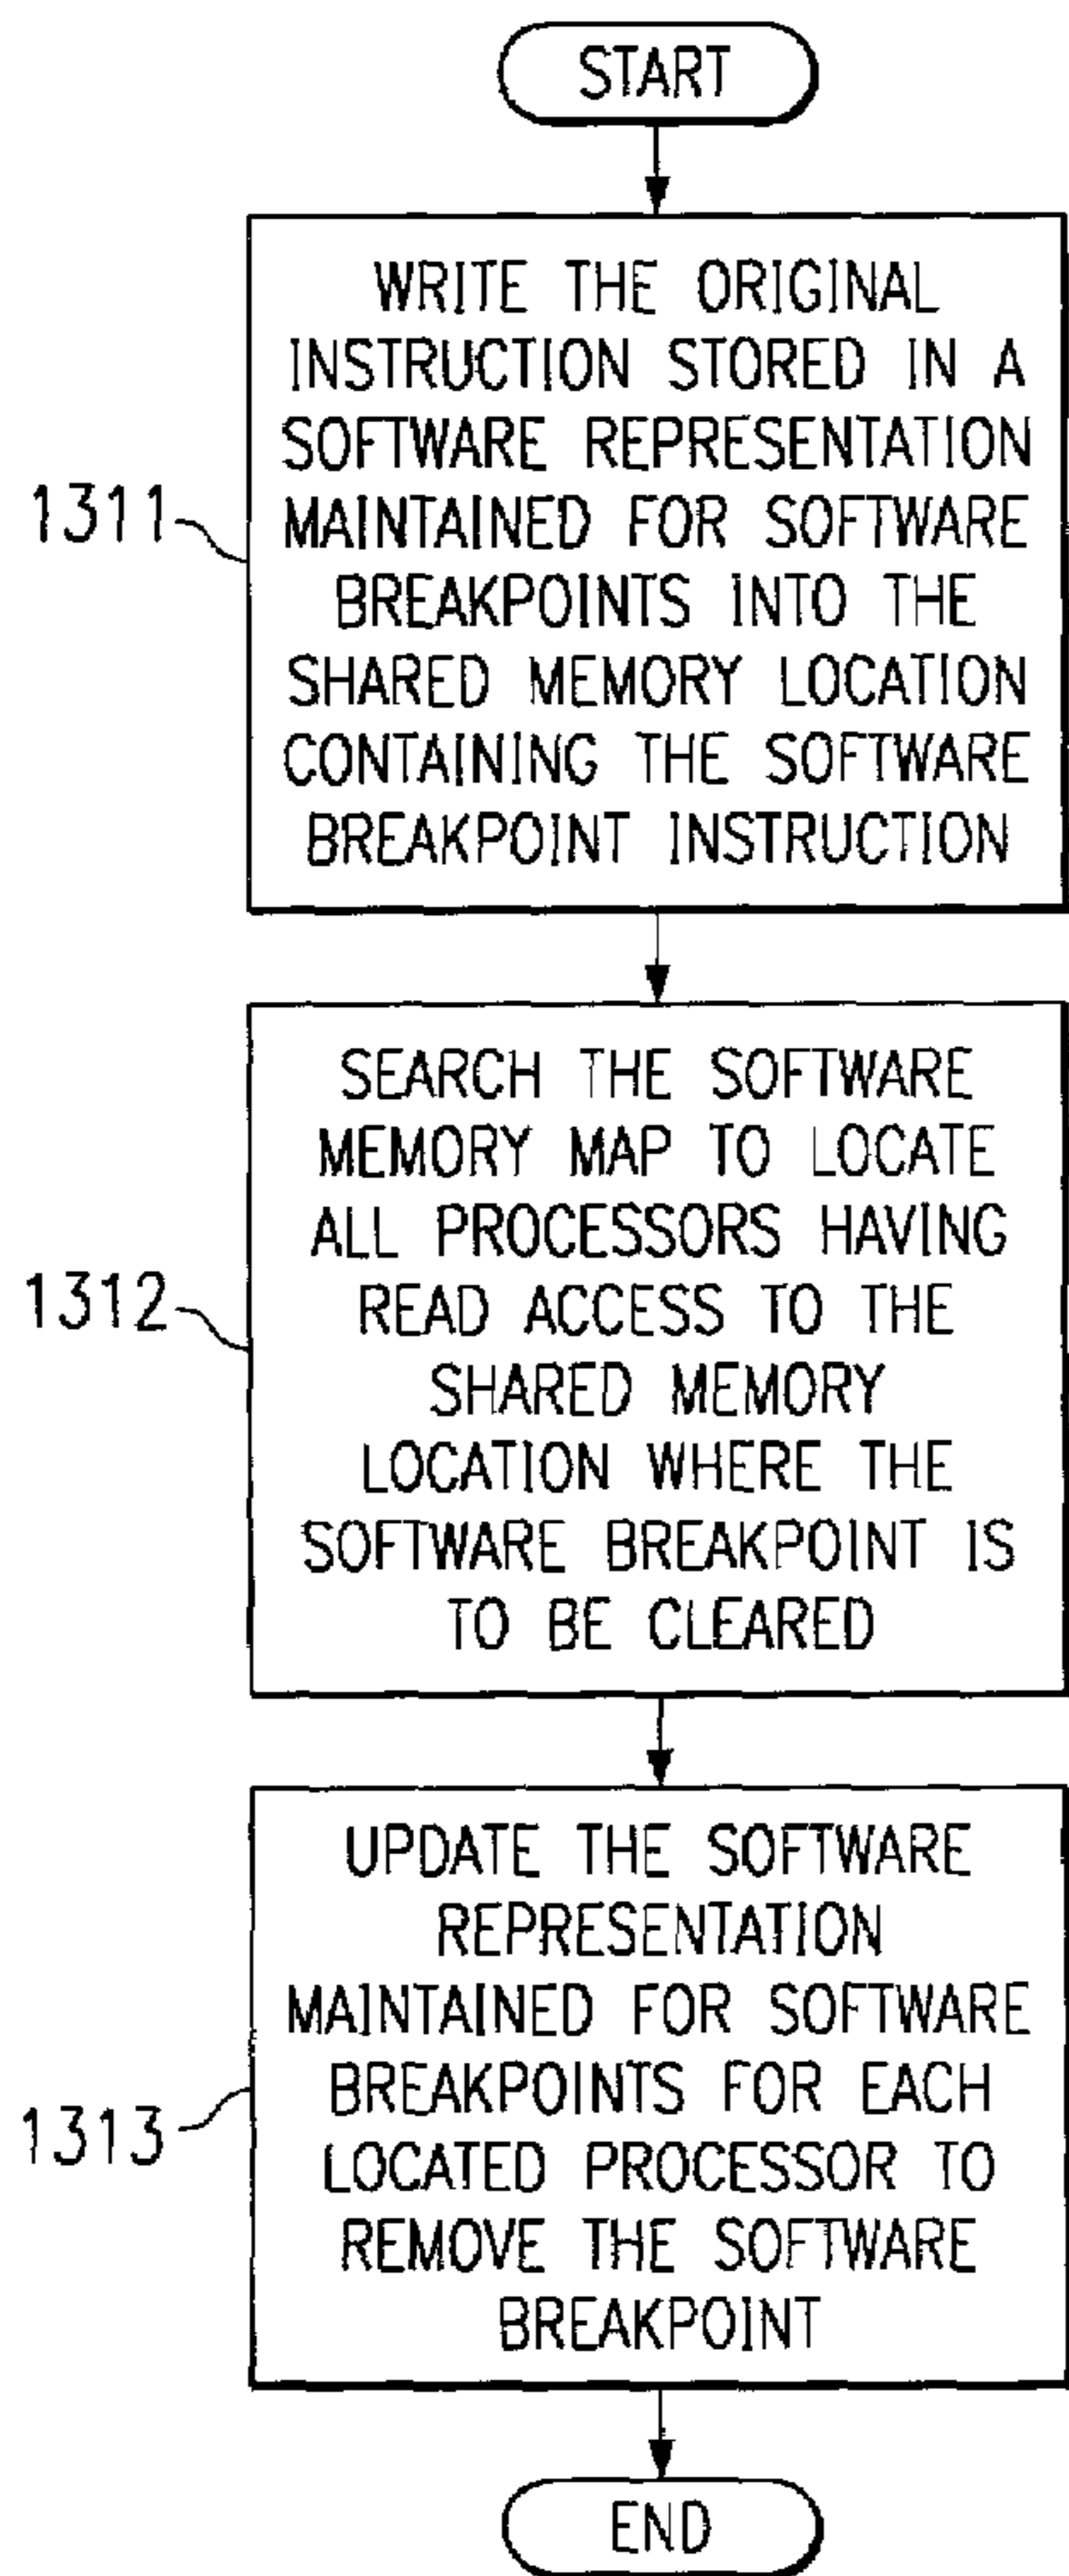 START
WRITE THE ORIGINAL
INSTRUCTION STORED IN A
SOFTWARE REPRESENTATION
MAINTAINED FOR SOFTWARE
BREAKPOINTS INTO THE
SHARED MEMORY LOCATION
CONTAINING THE SOFTWARE
BREAKPOINT INSTRUCTION
1311
SEARCH THE SOFTWARE
MEMORY MAP TO LOCATE
ALL PROCESSORS HAVING
READ ACCESS TO THE
SHARED MEMORY
LOCATION WHERE THE
SOFTWARE BREAKPOINT IS
TO BE CLEARED
1312
UPDATE THE SOFTWARE
REPRESENTATION
MAINTAINED FOR SOFTWARE
BREAKPOINTS FOR EACH
LOCATED PROCESSOR TO
REMOVE THE SOFTWARE
BREAKPOINT
1313
END